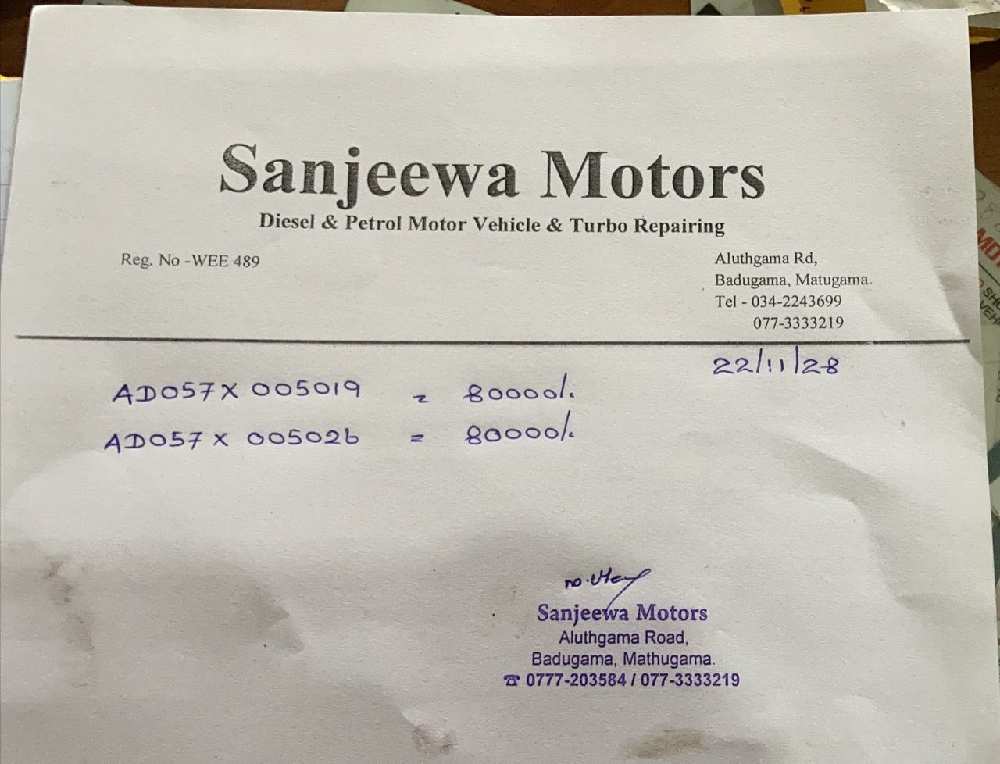 Sanjeewa Motors
Diesel & Petrol Motor Vehicle & Turbo Repairing
Reg. No -WEE 489
Aluthgama Rd,
Badugama, Matugama.
Tel - 034-2243699
077-3333219
22/11/28
AD057X 005019 = 80000/.
AD057X 005026 = 80000/.
Sanjeewa Motors
Aluthgama Road,
Badugama, Mathugama.
☎ 0777-203584 / 077-3333219